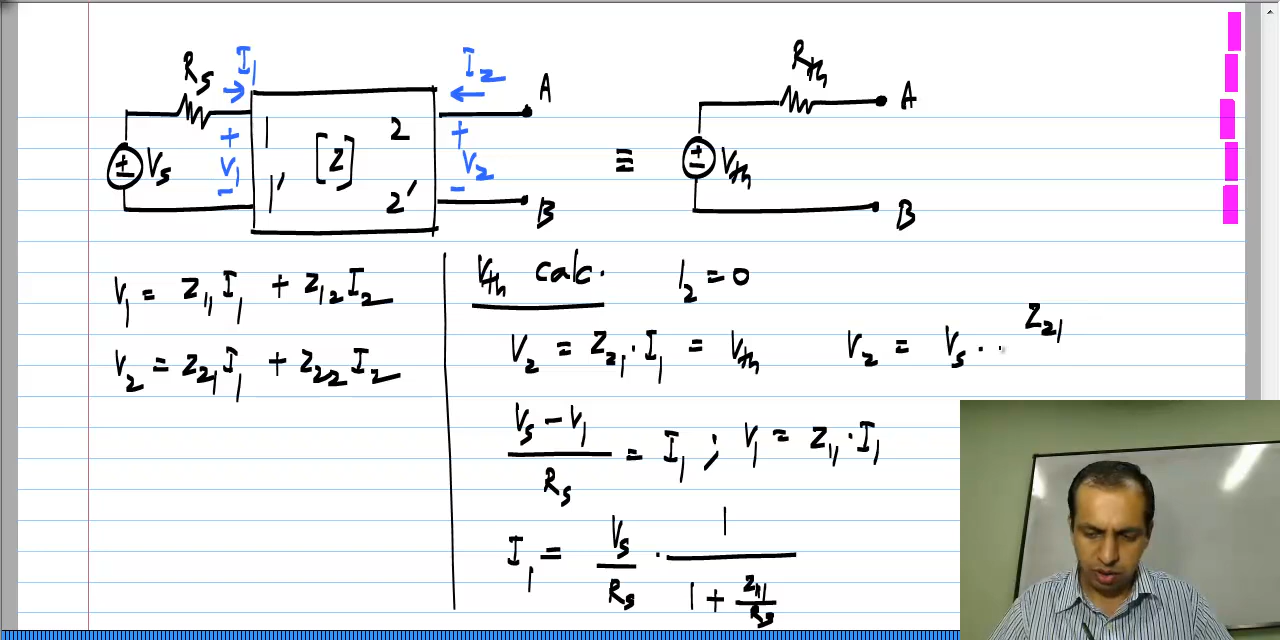 R_s I_1 I_2 A
+ 1 2 +
± V_s V_1 [Z] V_2
- 1' 2' - B
≡
R_th A
± V_th
B
V_1 = Z_11 I_1 + Z_12 I_2
V_2 = Z_21 I_1 + Z_22 I_2
V_th calc. I_2 = 0
V_2 = Z_21 · I_1 = V_th V_2 = V_s · Z_21
(V_s - V_1)/R_s = I_1 ; V_1 = Z_11 · I_1
I_1 = V_s/R_s · 1/(1 + Z_11/R_s)